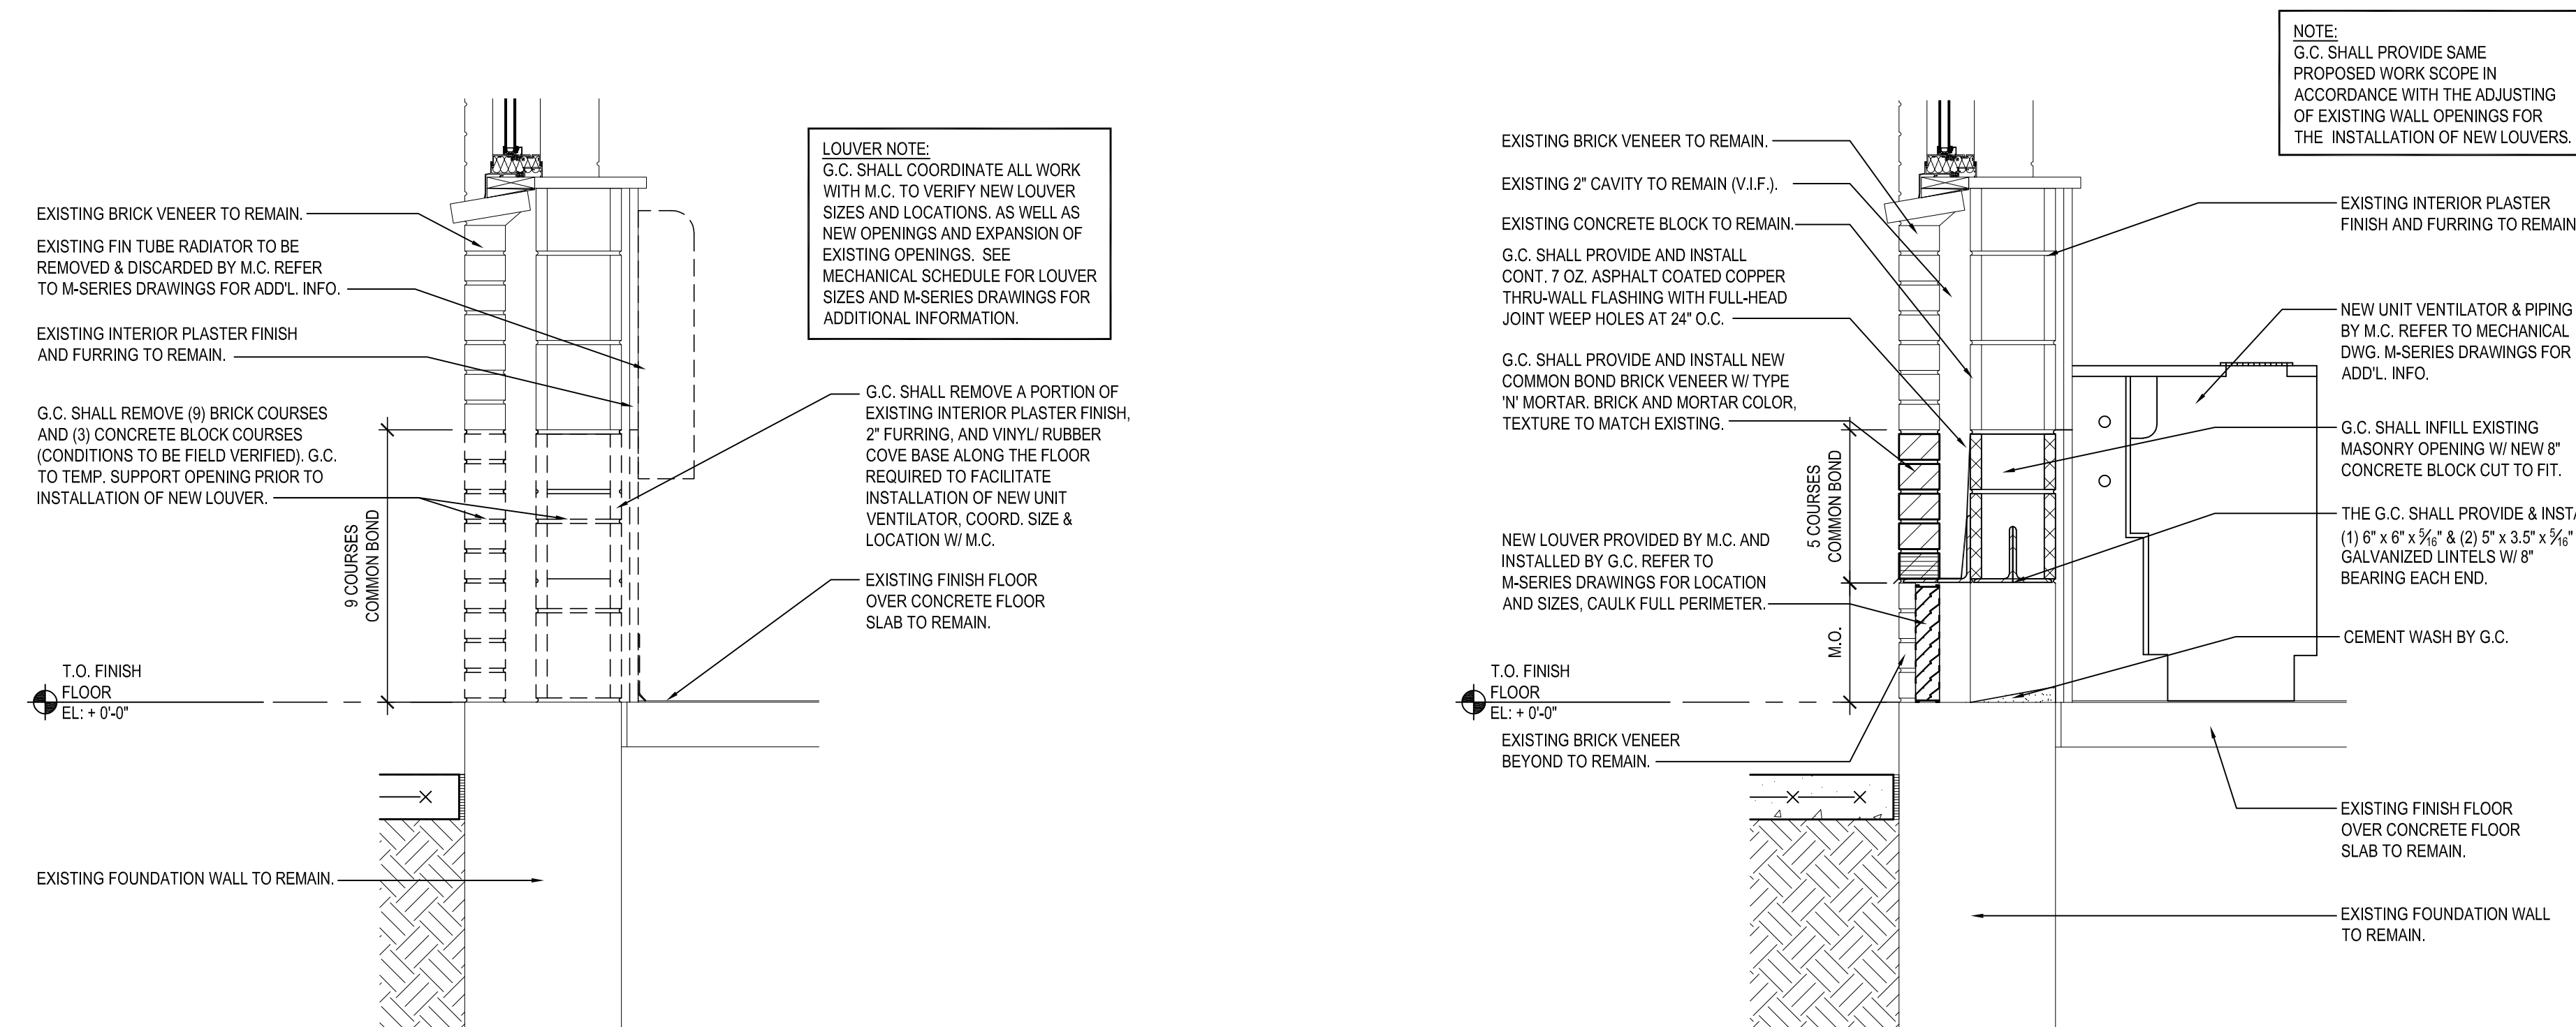 EXISTING BRICK VENEER TO REMAIN.
EXISTING FIN TUBE RADIATOR TO BE
REMOVED & DISCARDED BY M.C. REFER
TO M-SERIES DRAWINGS FOR ADD'L. INFO.
EXISTING INTERIOR PLASTER FINISH
AND FURRING TO REMAIN.
G.C. SHALL REMOVE (9) BRICK COURSES
AND (3) CONCRETE BLOCK COURSES
(CONDITIONS TO BE FIELD VERIFIED). G.C.
TO TEMP. SUPPORT OPENING PRIOR TO
INSTALLATION OF NEW LOUVER.
9 COURSES
COMMON BOND
T.O. FINISH
FLOOR
EL: + 0'-0"
EXISTING FOUNDATION WALL TO REMAIN.
LOUVER NOTE:
G.C. SHALL COORDINATE ALL WORK
WITH M.C. TO VERIFY NEW LOUVER
SIZES AND LOCATIONS. AS WELL AS
NEW OPENINGS AND EXPANSION OF
EXISTING OPENINGS. SEE
MECHANICAL SCHEDULE FOR LOUVER
SIZES AND M-SERIES DRAWINGS FOR
ADDITIONAL INFORMATION.
G.C. SHALL REMOVE A PORTION OF
EXISTING INTERIOR PLASTER FINISH,
2" FURRING, AND VINYL/ RUBBER
COVE BASE ALONG THE FLOOR
REQUIRED TO FACILITATE
INSTALLATION OF NEW UNIT
VENTILATOR, COORD. SIZE &
LOCATION W/ M.C.
EXISTING FINISH FLOOR
OVER CONCRETE FLOOR
SLAB TO REMAIN.
EXISTING BRICK VENEER TO REMAIN.
EXISTING 2" CAVITY TO REMAIN (V.I.F.).
EXISTING CONCRETE BLOCK TO REMAIN.
G.C. SHALL PROVIDE AND INSTALL
CONT. 7 OZ. ASPHALT COATED COPPER
THRU-WALL FLASHING WITH FULL-HEAD
JOINT WEEP HOLES AT 24" O.C.
G.C. SHALL PROVIDE AND INSTALL NEW
COMMON BOND BRICK VENEER W/ TYPE
'N' MORTAR. BRICK AND MORTAR COLOR,
TEXTURE TO MATCH EXISTING.
5 COURSES
COMMON BOND
NEW LOUVER PROVIDED BY M.C. AND
INSTALLED BY G.C. REFER TO
M-SERIES DRAWINGS FOR LOCATION
AND SIZES, CAULK FULL PERIMETER.
M.O.
T.O. FINISH
FLOOR
EL: + 0'-0"
EXISTING BRICK VENEER
BEYOND TO REMAIN.
NOTE:
G.C. SHALL PROVIDE SAME
PROPOSED WORK SCOPE IN
ACCORDANCE WITH THE ADJUSTING
OF EXISTING WALL OPENINGS FOR
THE INSTALLATION OF NEW LOUVERS.
EXISTING INTERIOR PLASTER
FINISH AND FURRING TO REMAIN
NEW UNIT VENTILATOR & PIPING
BY M.C. REFER TO MECHANICAL
DWG. M-SERIES DRAWINGS FOR
ADD'L. INFO.
G.C. SHALL INFILL EXISTING
MASONRY OPENING W/ NEW 8"
CONCRETE BLOCK CUT TO FIT.
THE G.C. SHALL PROVIDE &
(1) 6" x 6" x 5/16" & (2) 5" x 3.5" x 5/16"
GALVANIZED LINTELS W/ 8"
BEARING EACH END.
CEMENT WASH BY G.C.
EXISTING FINISH FLOOR
OVER CONCRETE FLOOR
SLAB TO REMAIN.
EXISTING FOUNDATION WALL
TO REMAIN.